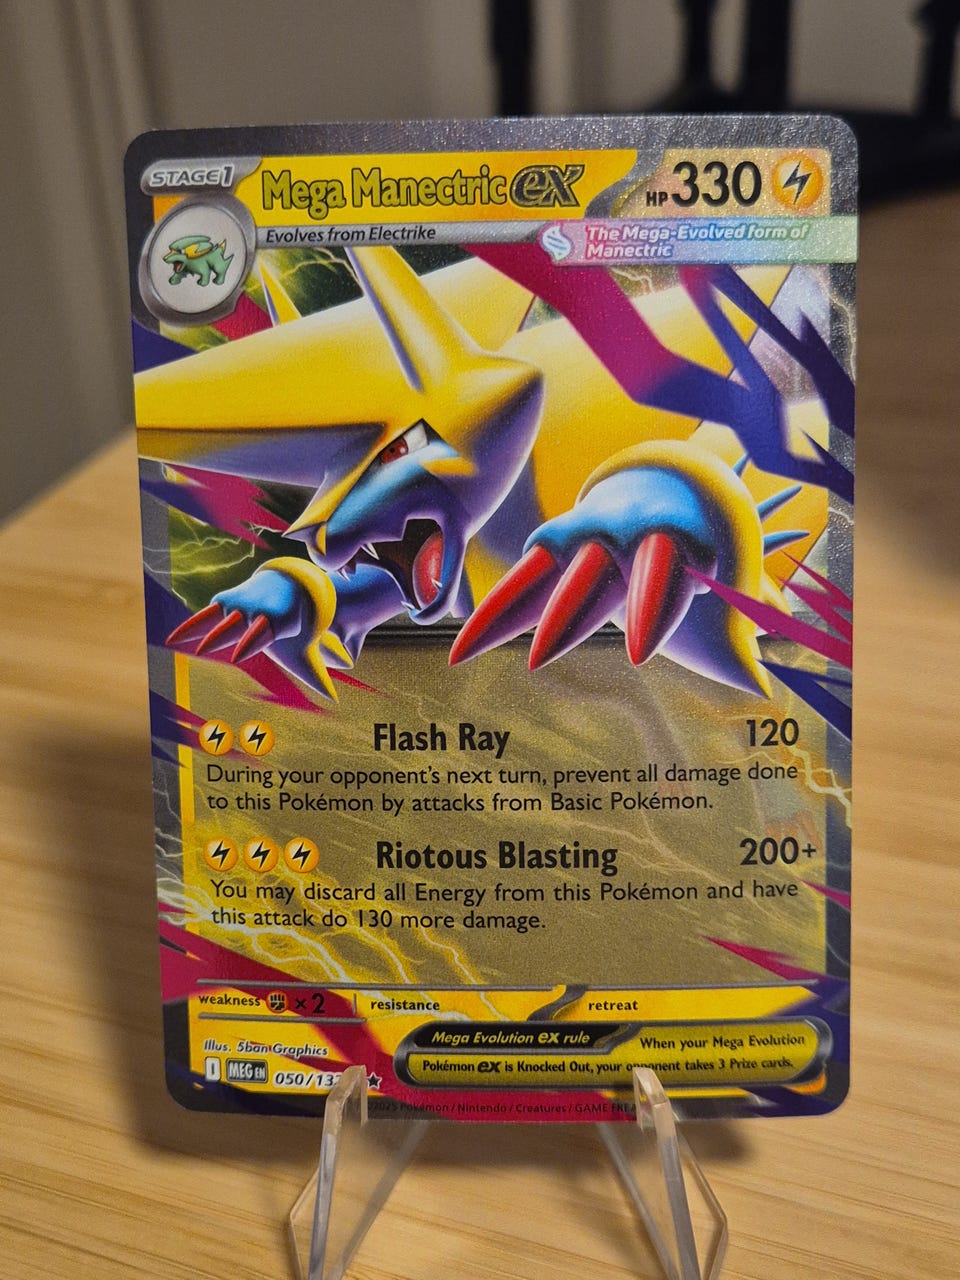 STAGE1
Mega Manectric ex
HP 330
Evolves from Electrike
The Mega-Evolved form of
Manectric
Flash Ray 120
During your opponent's next turn, prevent all damage done
to this Pokémon by attacks from Basic Pokémon.
Riotous Blasting 200+
You may discard all Energy from this Pokémon and have
this attack do 130 more damage.
weakness ×2 resistance retreat
Illus. 5ban Graphics
Mega Evolution ex rule When your Mega Evolution
Pokémon ex is Knocked Out, your opponent takes 3 Prize cards.
I MEG EN 050/13
©2025 Pokémon / Nintendo / Creatures / GAME FREA